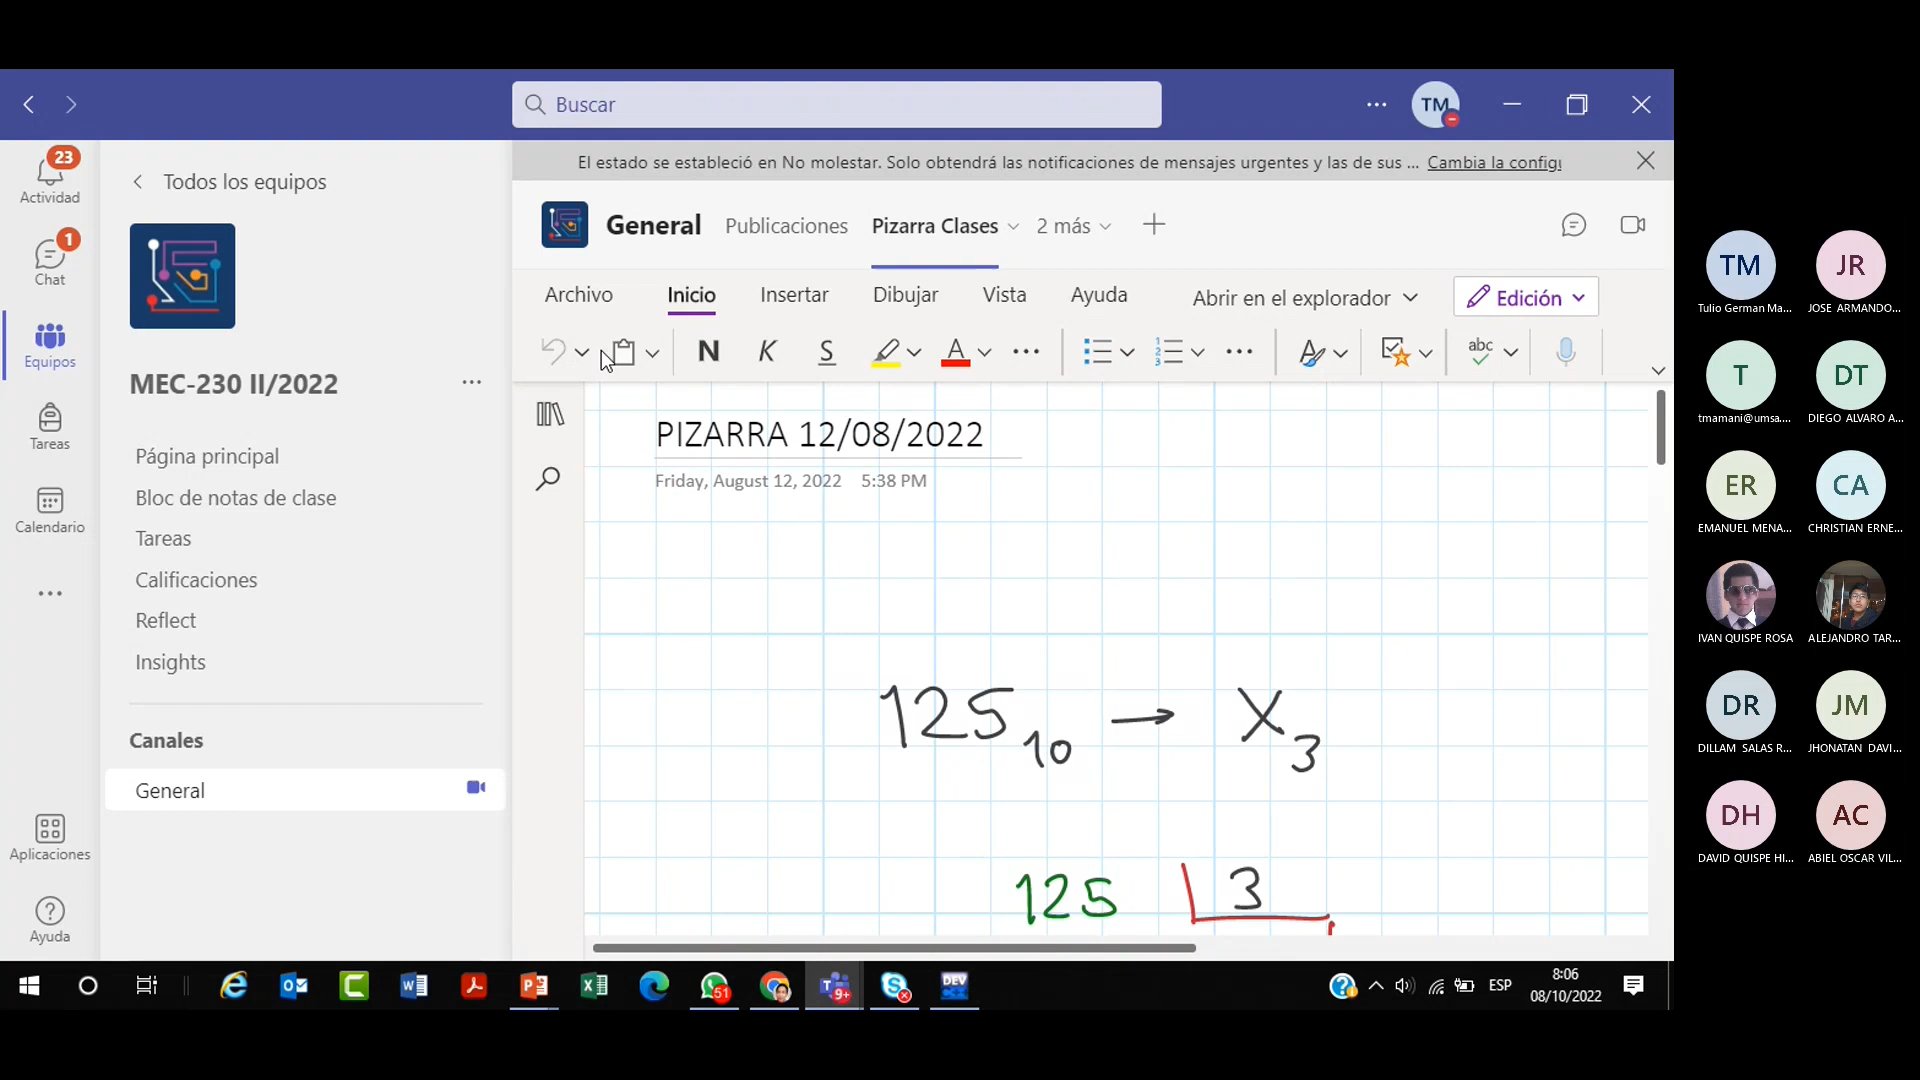 Buscar
TM
23
Actividad
1
Chat
Equipos
Tareas
Calendario
Aplicaciones
Ayuda
Todos los equipos
MEC-230 II/2022
Página principal
Bloc de notas de clase
Tareas
Calificaciones
Reflect
Insights
Canales
General
El estado se estableció en No molestar. Solo obtendrá las notificaciones de mensajes urgentes y las de sus ... Cambia la configu
General Publicaciones Pizarra Clases 2 más
Archivo Inicio Insertar Dibujar Vista Ayuda Abrir en el explorador Edición
N K S A abc
PIZARRA 12/08/2022
Friday, August 12, 2022 5:38 PM
125₁₀ → X₃
125 3
TM JR
Tulio German Ma... JOSE ARMANDO...
T DT
tmamani@umsa.... DIEGO ALVARO A...
ER CA
EMANUEL MENA... CHRISTIAN ERNE...
IVAN QUISPE ROSA ALEJANDRO TAR...
DR JM
DILLAM SALAS R... JHONATAN DAVI...
DH AC
DAVID QUISPE HI... ABIEL OSCAR VIL...
51 9+ DEV
ESP
8:06
08/10/2022